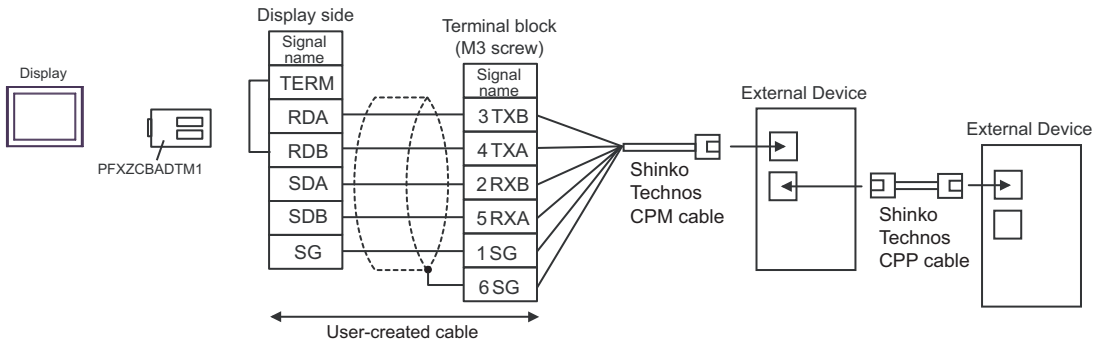 Display side
Terminal block
(M3 screw)
Signal
name
Signal
name
Display
TERM
RDA
3 TXB
RDB
4 TXA
SDA
2 RXB
SDB
5 RXA
SG
1 SG
6 SG
PFXZCBADTM1
External Device
External Device
Shinko
Technos
CPM cable
Shinko
Technos
CPP cable
User-created cable